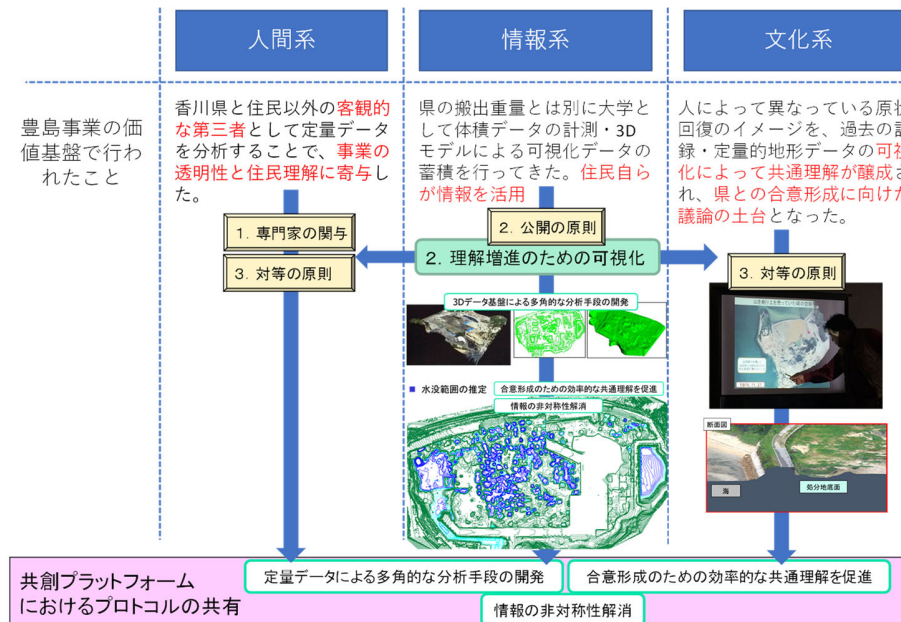 人間系
情報系
文化系
豊島事業の価
値基盤で行わ
れたこと
香川県と住民以外の客観的
な第三者として定量データ
を分析することで、事業の
透明性と住民理解に寄与し
た。
県の搬出重量とは別に大学と
して体積データの計測・3D
モデルによる可視化データの
蓄積を行ってきた。住民自ら
が情報を活用
人によって異なっている原状
回復のイメージを、過去の記
録・定量的地形データの可視
化によって共通理解が醸成さ
れ、県との合意形成に向けた
議論の土台となった。
1. 専門家の関与
3. 対等の原則
2. 公開の原則
2. 理解増進のための可視化
3. 対等の原則
3Dデータ基盤による多角的な分析手段の開発
■ 水没範囲の推定
合意形成のための効率的な共通理解を促進
情報の非対称性解消
断面図
海
処分地底面
共創プラットフォーム
におけるプロトコルの共有
定量データによる多角的な分析手段の開発
合意形成のための効率的な共通理解を促進
情報の非対称性解消